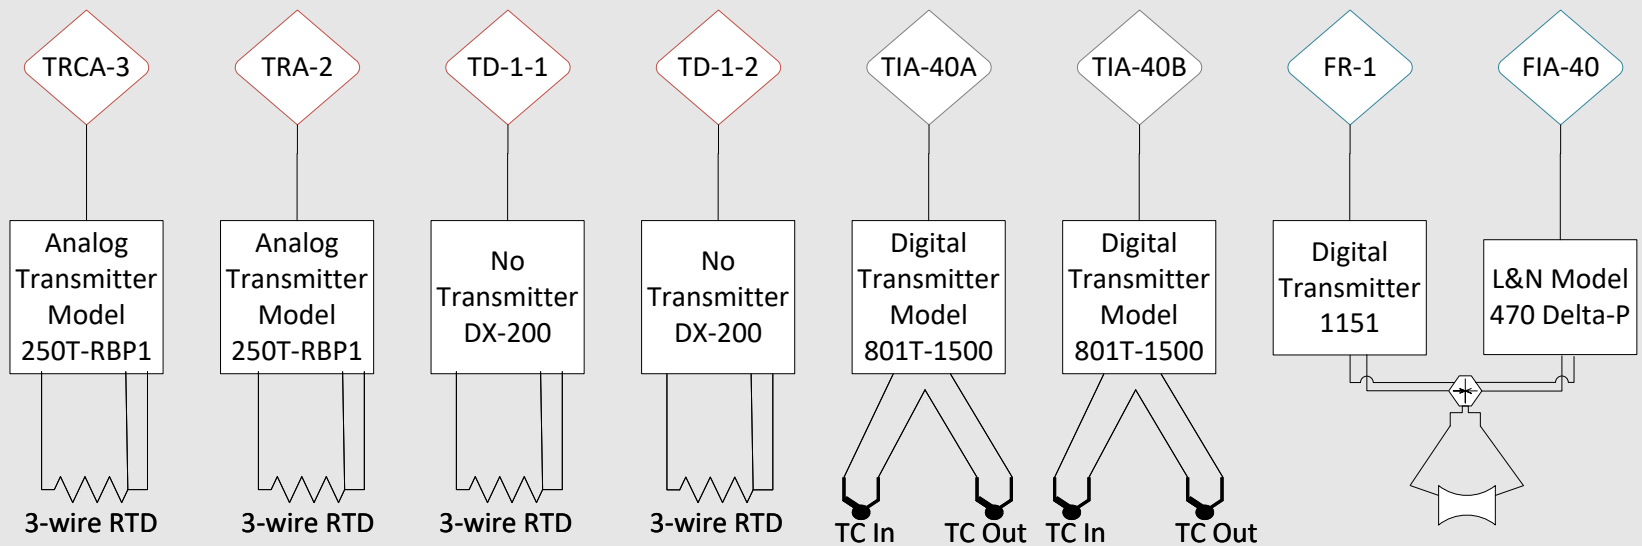 TRCA-3
TRA-2
TD-1-1
TD-1-2
TIA-40A
TIA-40B
FR-1
FIA-40
Analog
Transmitter
Model
250T-RBP1
Analog
Transmitter
Model
250T-RBP1
No
Transmitter
DX-200
No
Transmitter
DX-200
Digital
Transmitter
Model
801T-1500
Digital
Transmitter
Model
801T-1500
Digital
Transmitter
1151
L&N Model
470 Delta-P
3-wire RTD
3-wire RTD
3-wire RTD
3-wire RTD
TC In
TC Out
TC In
TC Out